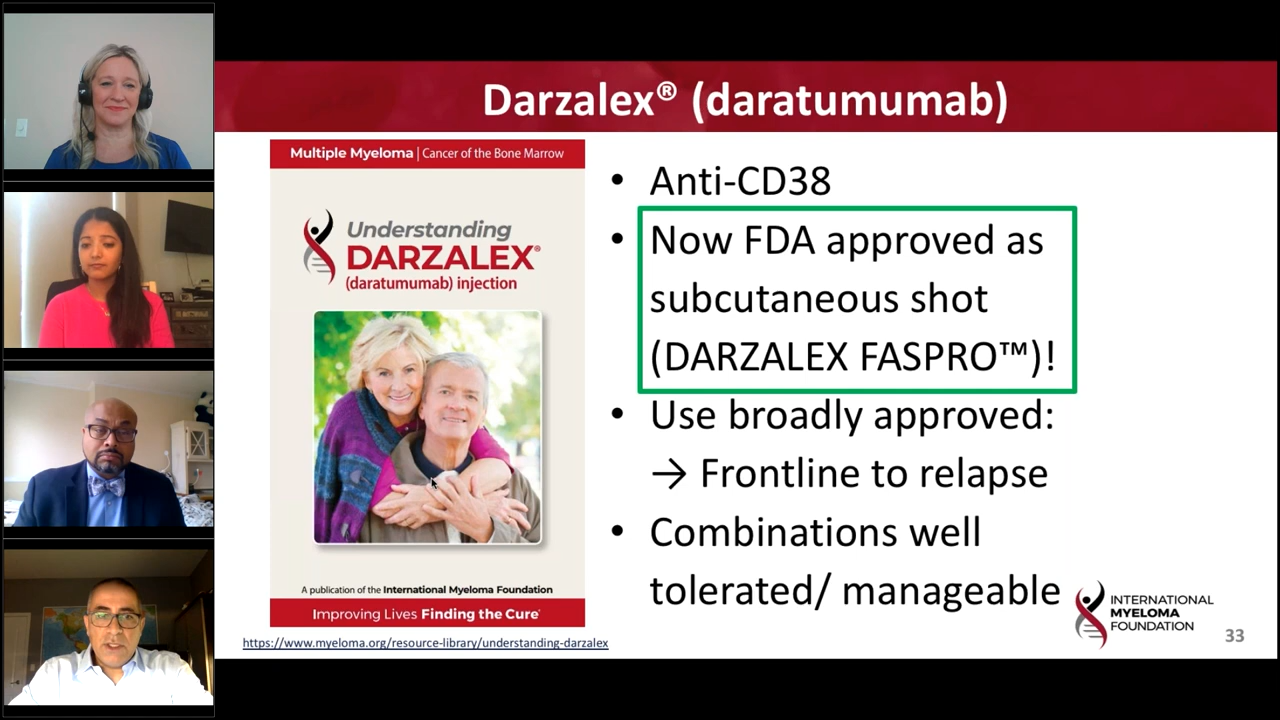 Darzalex® (daratumumab)
Multiple Myeloma | Cancer of the Bone Marrow
Understanding
DARZALEX®
(daratumumab) injection
A publication of the International Myeloma Foundation
Improving Lives Finding the Cure®
https://www.myeloma.org/resource-library/understanding-darzalex
• Anti-CD38
• Now FDA approved as
subcutaneous shot
(DARZALEX FASPRO™)!
• Use broadly approved:
→ Frontline to relapse
• Combinations well
tolerated/ manageable
INTERNATIONAL
MYELOMA
FOUNDATION
33